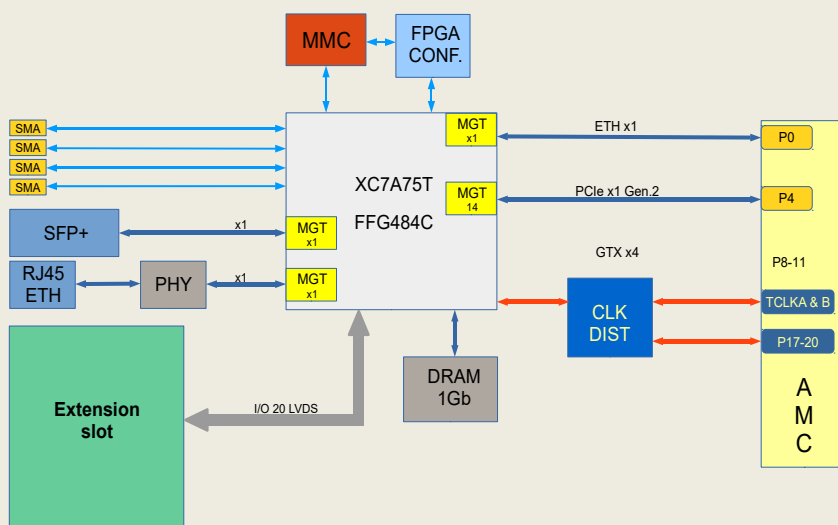 MMC
FPGA
CONF.
SMA
SMA
SMA
SMA
MGT
x1
ETH x1
P0
XC7A75T
FFG484C
MGT
14
PCIe x1 Gen.2
P4
SFP+
x1
MGT
x1
GTX x4
P8-11
RJ45
ETH
PHY
x1
MGT
x1
CLK
DIST
TCLKA & B
P17-20
DRAM
1Gb
Extension
slot
I/O 20 LVDS
A
M
C